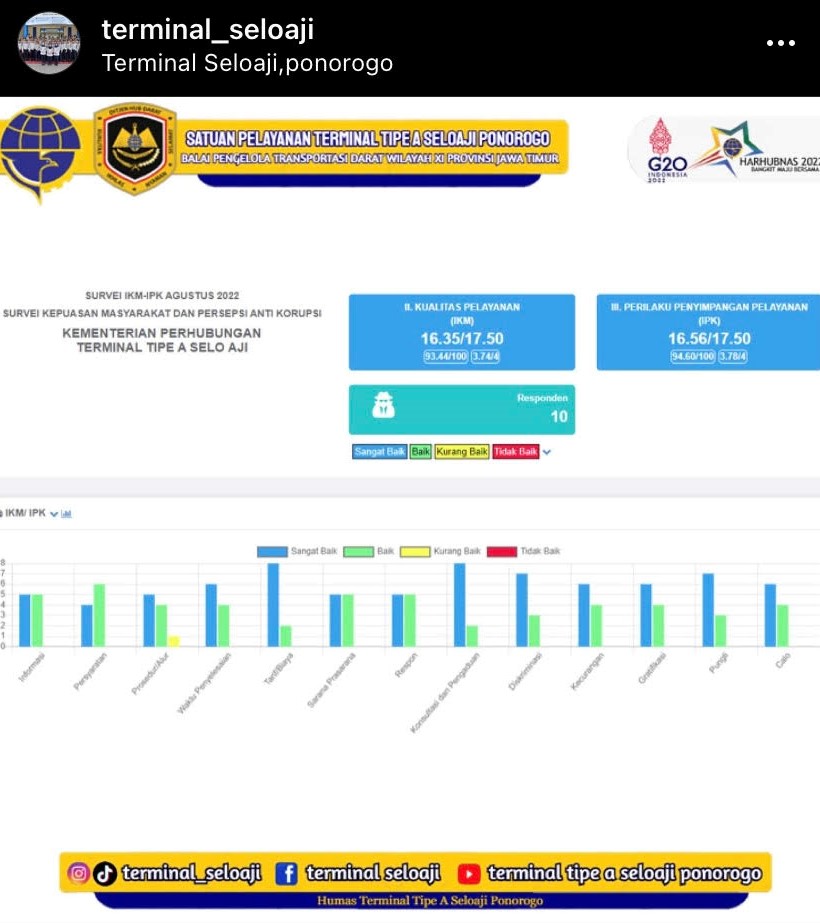 terminal_seloaji
Terminal Seloaji,ponorogo
SATUAN PELAYANAN TERMINAL TIPE A SELOAJI PONOROGO
BALAI PENGELOLA TRANSPORTASI DARAT WILAYAH XI PROVINSI JAWA TIMUR
DITJEN HUB DARAT
G20
INDONESIA
2022
HARHUBNAS 2022
BANGKIT MAJU BERSAMA
SURVEI IKM-IPK AGUSTUS 2022
SURVEI KEPUASAN MASYARAKAT DAN PERSEPSI ANTI KORUPSI
KEMENTERIAN PERHUBUNGAN
TERMINAL TIPE A SELO AJI
II. KUALITAS PELAYANAN
(IKM)
16.35/17.50
93.44/100 3.74/4
III. PERILAKU PENYIMPANGAN PELAYANAN
(IPK)
16.56/17.50
94.60/100 3.78/4
Responden
10
Sangat Baik Baik Kurang Baik Tidak Baik
IKM/ IPK
Sangat Baik Baik Kurang Baik Tidak Baik
8
7
6
5
4
3
2
1
0
Informasi
Persyaratan
Prosedur/Alur
Waktu Penyelesaian
Tarif/Biaya
Sarana Prasarana
Respon
Konsultasi dan Pengaduan
Diskriminasi
Kecurangan
Gratifikasi
Pungli
Calo
terminal_seloaji terminal seloaji terminal tipe a seloaji ponorogo
Humas Terminal Tipe A Seloaji Ponorogo